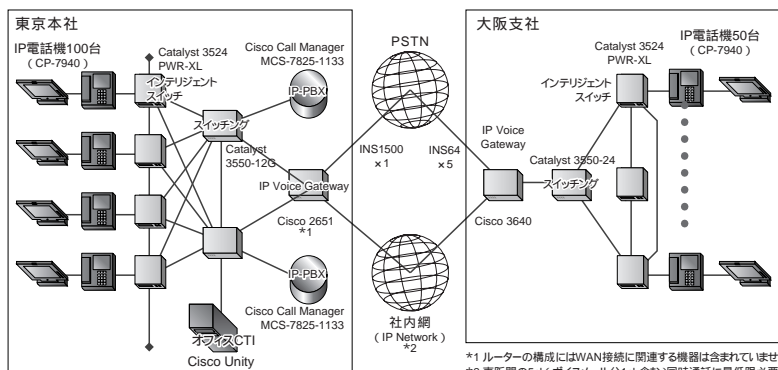 東京本社
IP電話機100台
(CP-7940)
Catalyst 3524
PWR-XL
インテリジェント
スイッチ
Cisco Call Manager
MCS-7825-1133
IP-PBX
スイッチング
Catalyst
3550-12G
IP Voice Gateway
Cisco 2651
*1
IP-PBX
Cisco Call Manager
MCS-7825-1133
オフィスCTI
Cisco Unity
PSTN
INS1500
×1
INS64
×5
社内網
(IP Network)
*2
大阪支社
IP Voice
Gateway
Cisco 3640
Catalyst 3550-24
スイッチング
Catalyst 3524
PWR-XL
インテリジェント
スイッチ
IP電話機50台
(CP-7940)
*1 ルーターの構成にはWAN接続に関連する機器は含まれていませ